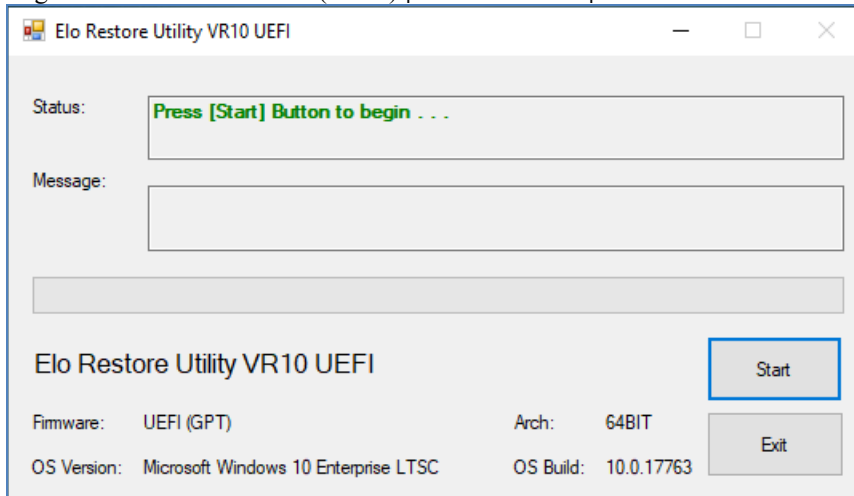 Elo Restore Utility VR10 UEFI
Status:
Press [Start] Button to begin . . .
Message:
Elo Restore Utility VR10 UEFI
Start
Firmware: UEFI (GPT) Arch: 64BIT
Exit
OS Version: Microsoft Windows 10 Enterprise LTSC OS Build: 10.0.17763